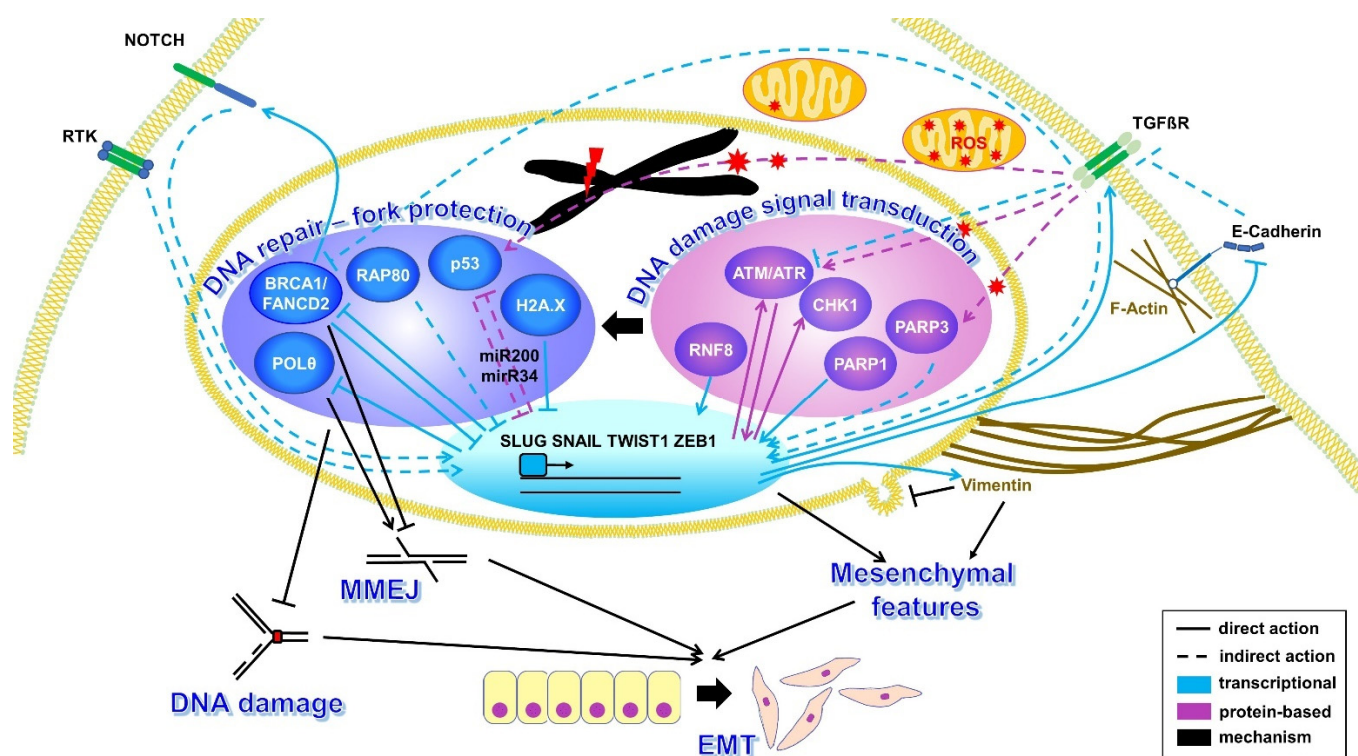 NOTCH
RTK
ROS
TGFßR
E-Cadherin
F-Actin
DNA repair – fork protection
DNA damage signal transduction
BRCA1/
FANCD2
RAP80
p53
H2A.X
POLθ
miR200
mirR34
ATM/ATR
CHK1
RNF8
PARP1
PARP3
SLUG SNAIL TWIST1 ZEB1
Vimentin
MMEJ
Mesenchymal
features
DNA damage
EMT
direct action
indirect action
transcriptional
protein-based
mechanism